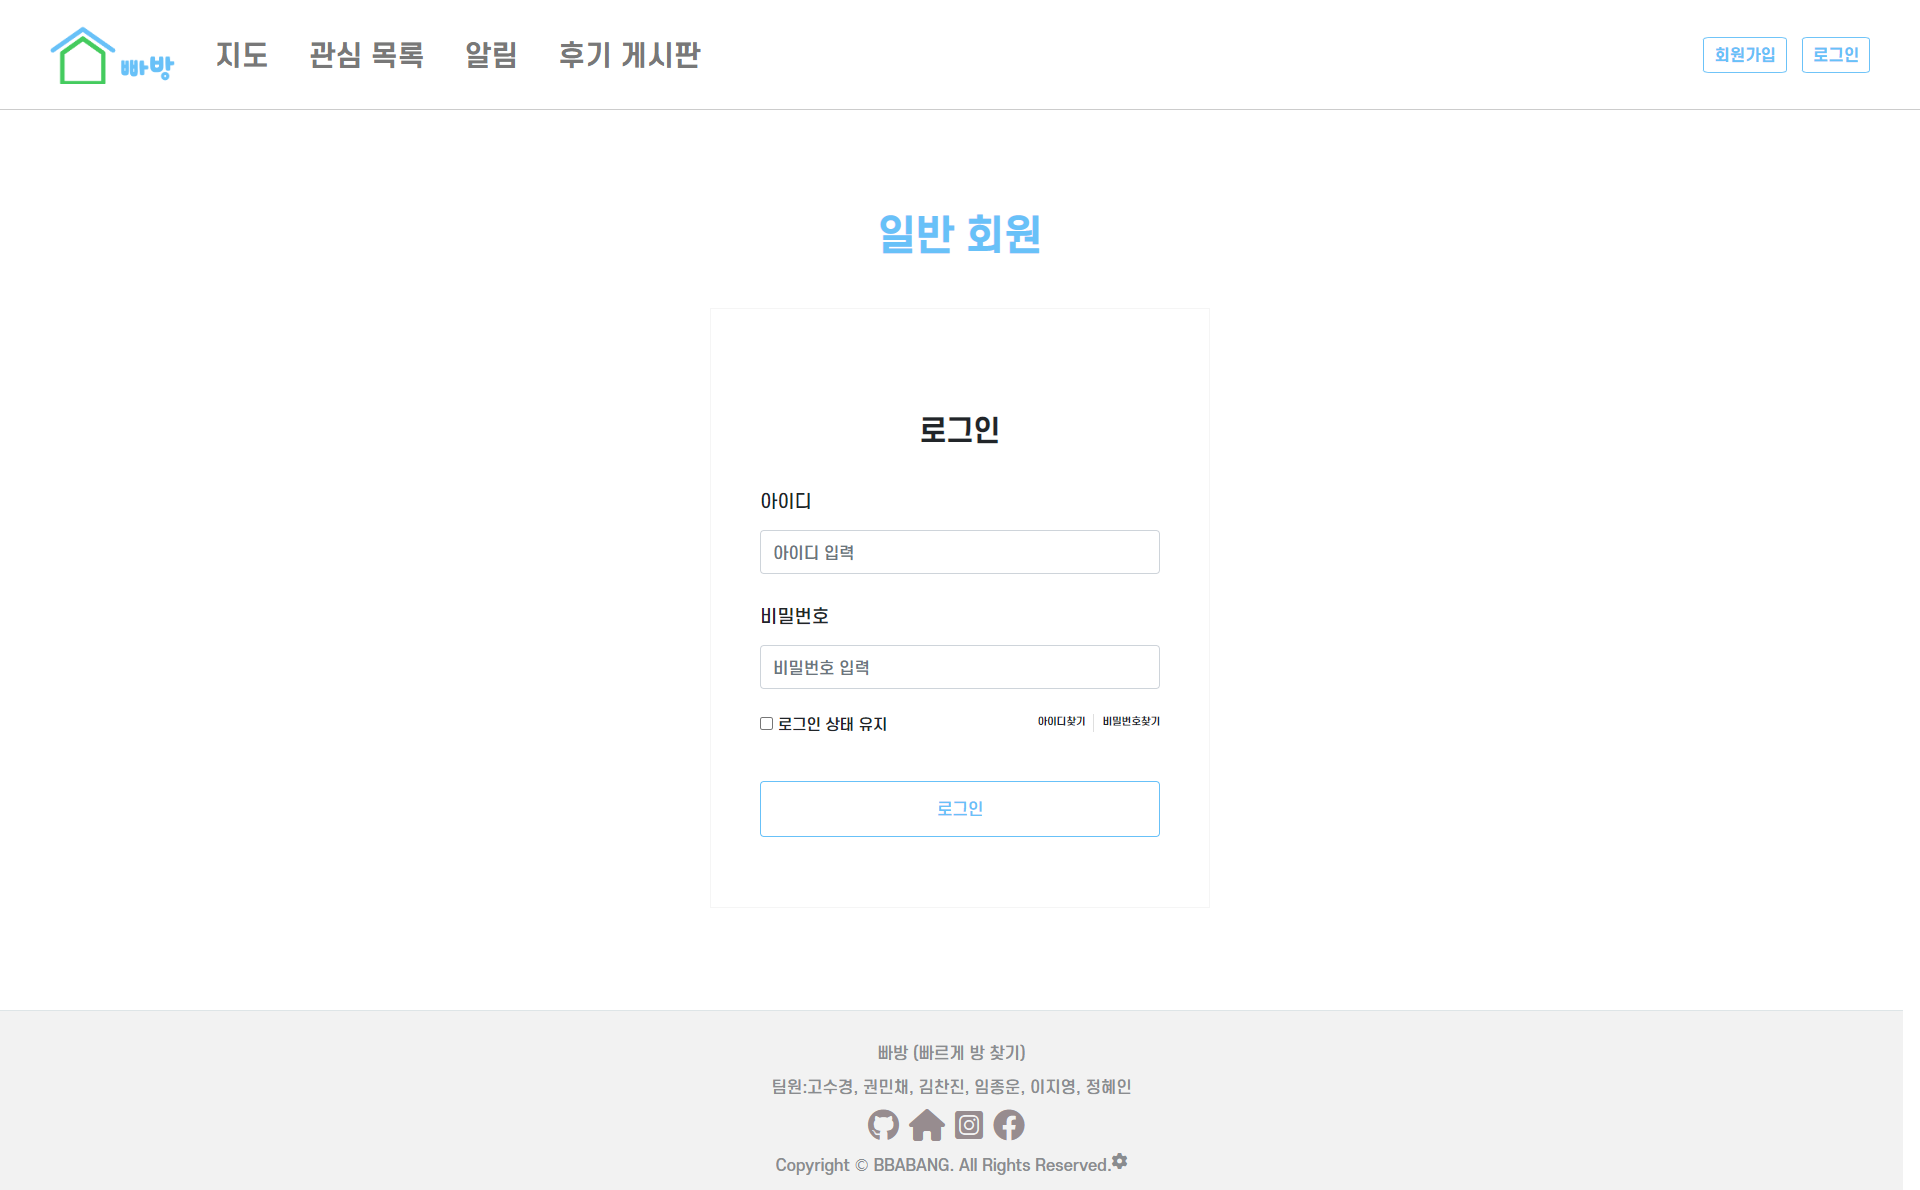 빠방 지도 관심 목록 알림 후기 게시판 회원가입 로그인
일반 회원
로그인
아이디
아이디 입력
비밀번호
비밀번호 입력
로그인 상태 유지 아이디찾기 비밀번호찾기
로그인
빠방 (빠르게 방 찾기)
팀원:고수경, 권민채, 김찬진, 임종운, 이지영, 정혜인
Copyright © BBABANG. All Rights Reserved.